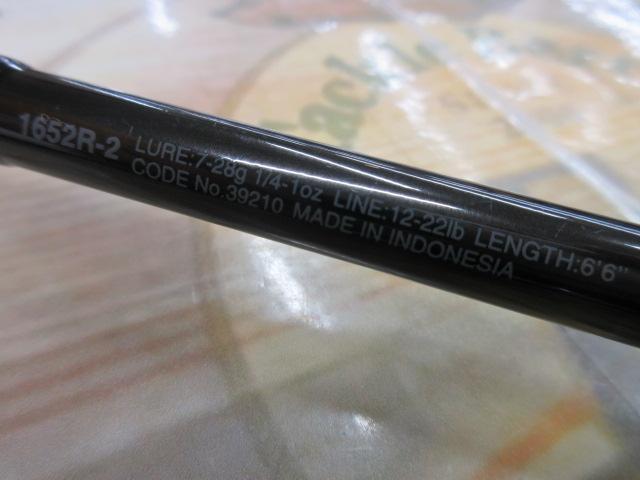 1652R-2 LURE:7-28g 1/4-1oz LINE:12-22lb LENGTH:6'6"
CODE No.39210 MADE IN INDONESIA